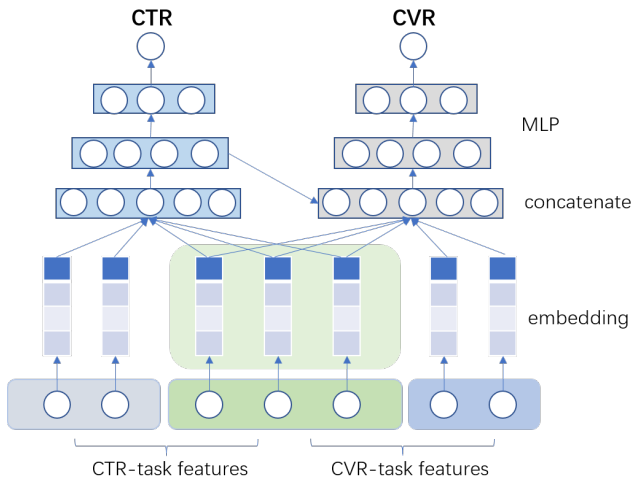 CTR
CVR
MLP
concatenate
embedding
CTR-task features
CVR-task features